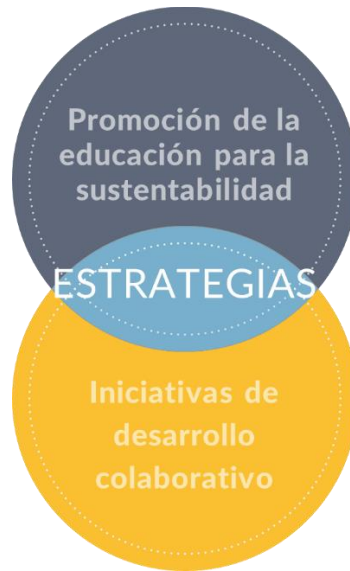 Promoción de la
educación para la
sustentabilidad
ESTRATEGIAS
Iniciativas de
desarrollo
colaborativo